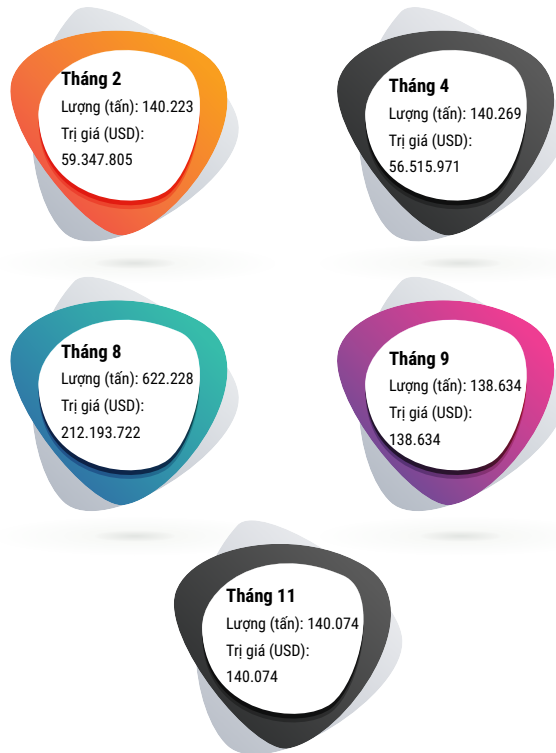 Tháng 2
Lượng (tấn): 140.223
Trị giá (USD):
59.347.805
Tháng 4
Lượng (tấn): 140.269
Trị giá (USD):
56.515.971
Tháng 8
Lượng (tấn): 622.228
Trị giá (USD):
212.193.722
Tháng 9
Lượng (tấn): 138.634
Trị giá (USD):
138.634
Tháng 11
Lượng (tấn): 140.074
Trị giá (USD):
140.074